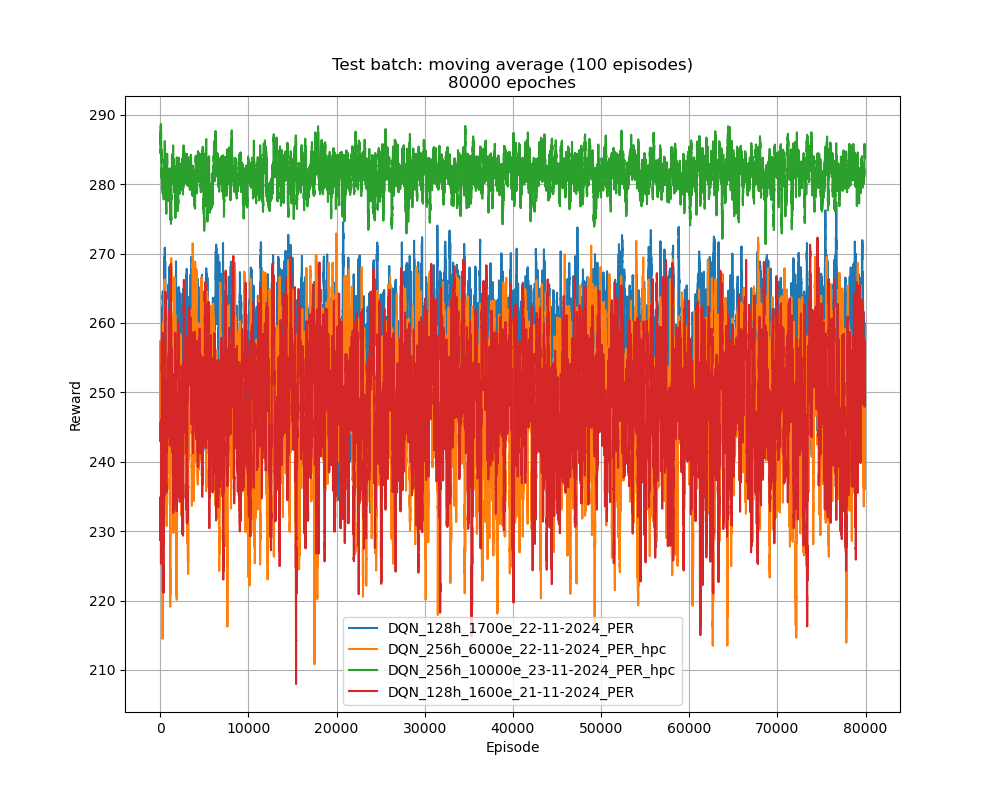 Test batch: moving average (100 episodes)
80000 epoches
290
280
270
260
250
240
230
220
210
Reward
DQN_128h_1700e_22-11-2024_PER
DQN_256h_6000e_22-11-2024_PER_hpc
DQN_256h_10000e_23-11-2024_PER_hpc
DQN_128h_1600e_21-11-2024_PER
0 10000 20000 30000 40000 50000 60000 70000 80000
Episode